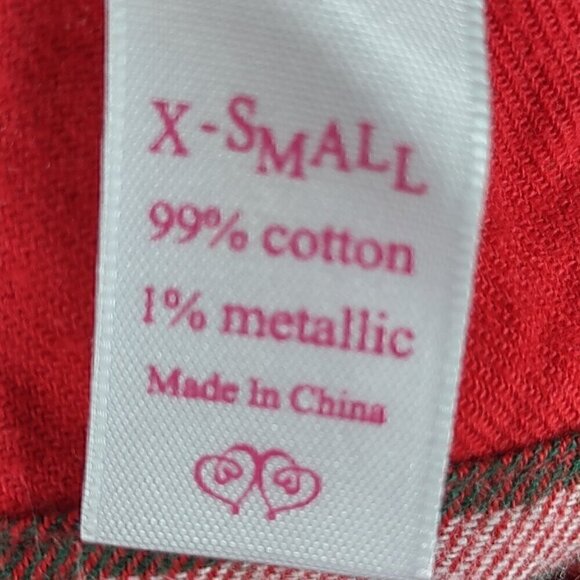 X-SMALL
99% cotton
1% metallic
Made In China